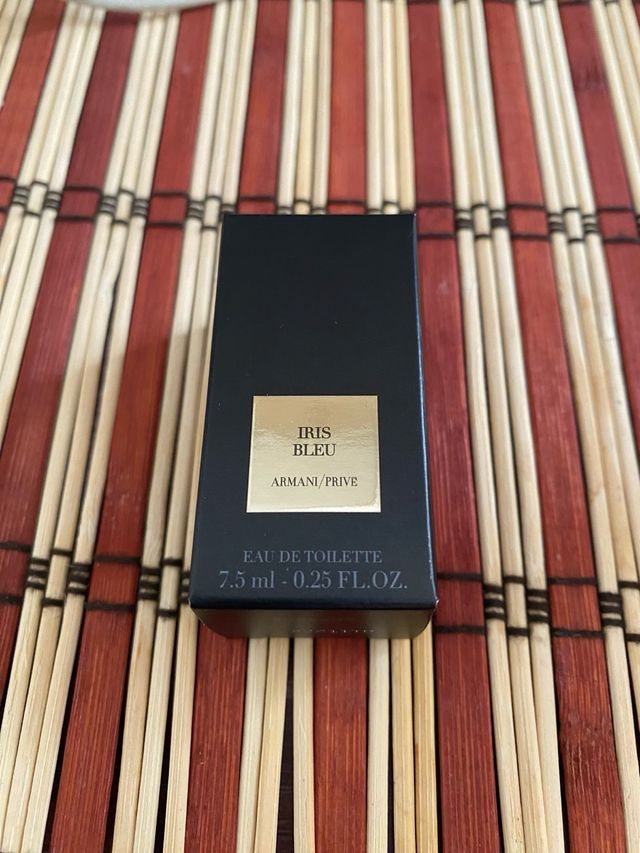 IRIS
BLEU
ARMANI/PRIVE
EAU DE TOILETTE
7.5 ml - 0.25 FL.OZ.